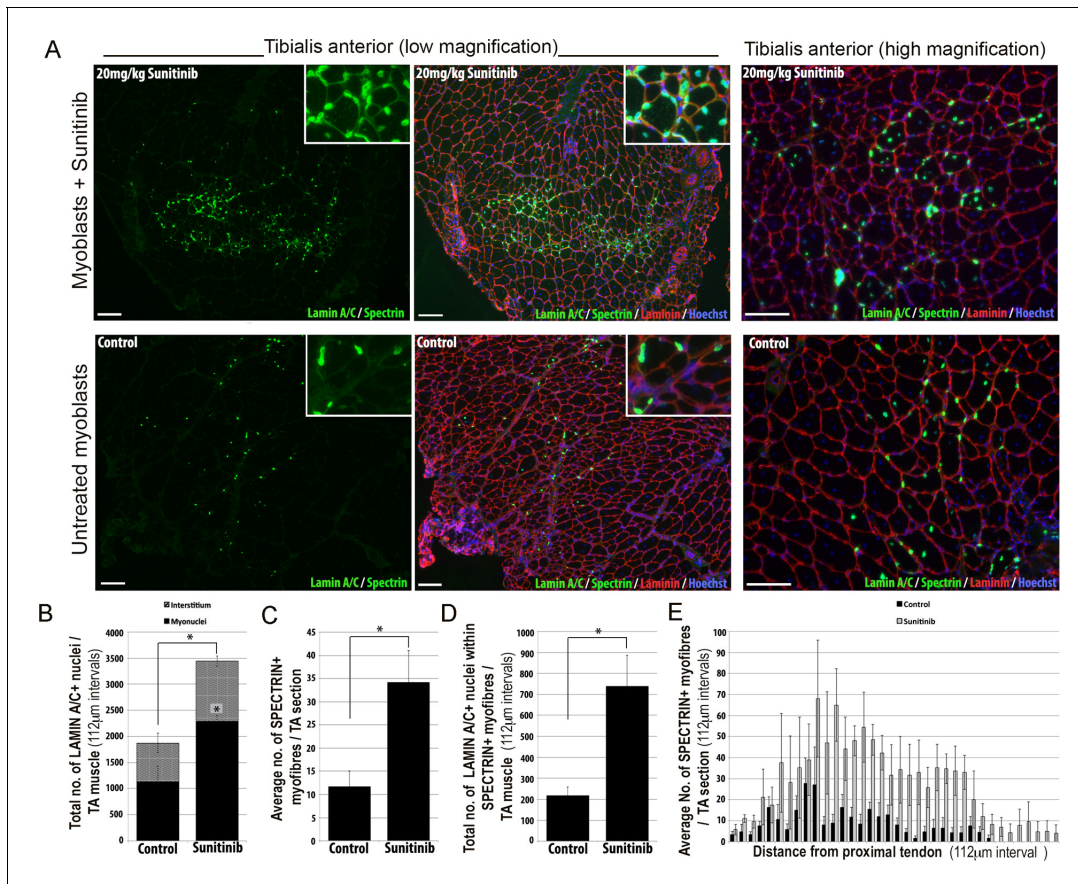 A
Tibialis anterior (low magnification)
Tibialis anterior (high magnification)
Myoblasts + Sunitinib
20mg/kg Sunitinib
Lamin A/C / Spectrin
20mg/kg Sunitinib
Lamin A/C / Spectrin / Laminin / Hoechst
20mg/kg Sunitinib
Lamin A/C / Spectrin / Laminin / Hoechst
Untreated myoblasts
Control
Lamin A/C / Spectrin
Control
Lamin A/C / Spectrin / Laminin / Hoechst
Control
Lamin A/C / Spectrin / Laminin / Hoechst
B
Interstitium
Myonuclei
Total no. of LAMIN A/C+ nuclei /
TA muscle (112µm intervals)
4000
3500
3000
2500
2000
1500
1000
500
0
*
*
Control
Sunitinib
C
Average no. of SPECTRIN+
myofibres / TA section
45
40
35
30
25
20
15
10
5
0
*
Control
Sunitinib
D
Total no. of LAMIN A/C+ nuclei within
SPECTRIN+ myofibres /
TA muscle (112µm intervals)
1000
900
800
700
600
500
400
300
200
100
0
*
Control
Sunitinib
E
Control
Sunitinib
Average No. of SPECTRIN+ myofibres
/ TA section (112µm intervals)
100
90
80
70
60
50
40
30
20
10
0
Distance from proximal tendon (112µm interval )